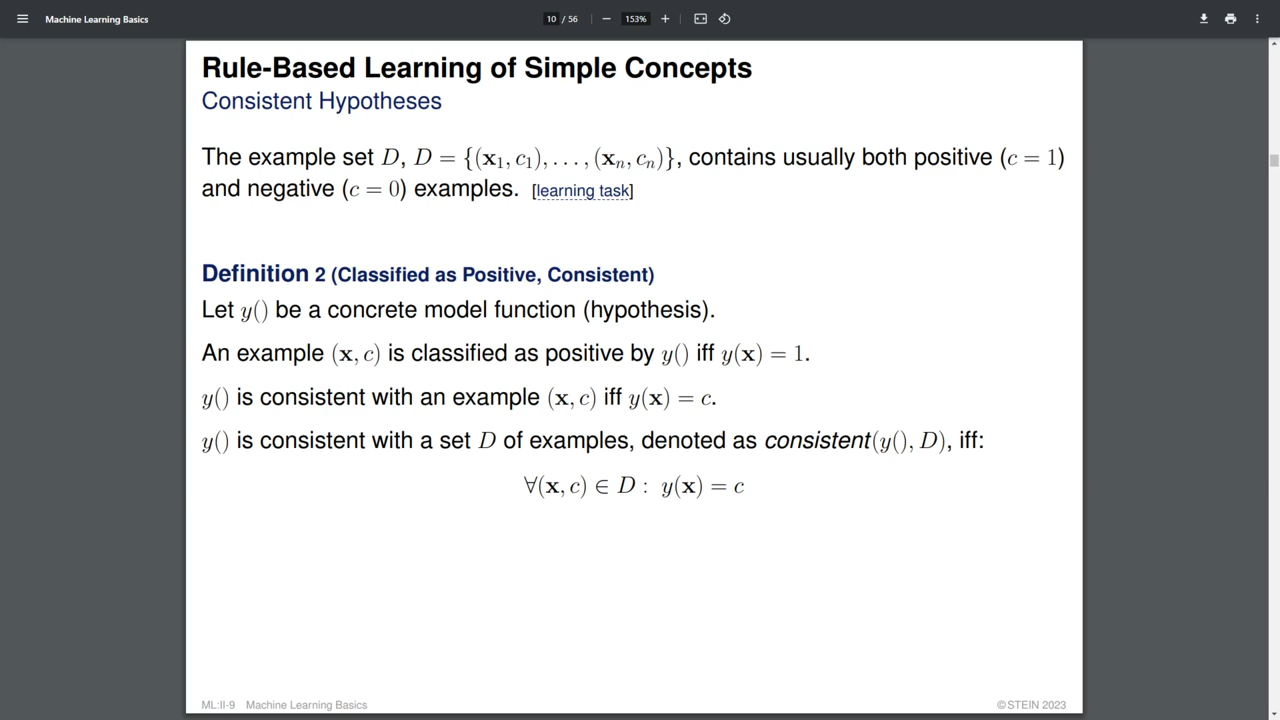 Machine Learning Basics
10 / 56
153%
Rule-Based Learning of Simple Concepts
Consistent Hypotheses
The example set D, D = {(x₁, c₁), . . . , (xₙ, cₙ)}, contains usually both positive (c = 1)
and negative (c = 0) examples. [learning task]
Definition 2 (Classified as Positive, Consistent)
Let y() be a concrete model function (hypothesis).
An example (x, c) is classified as positive by y() iff y(x) = 1.
y() is consistent with an example (x, c) iff y(x) = c.
y() is consistent with a set D of examples, denoted as consistent(y(), D), iff:
∀(x, c) ∈ D : y(x) = c
ML:II-9 Machine Learning Basics
©STEIN 2023